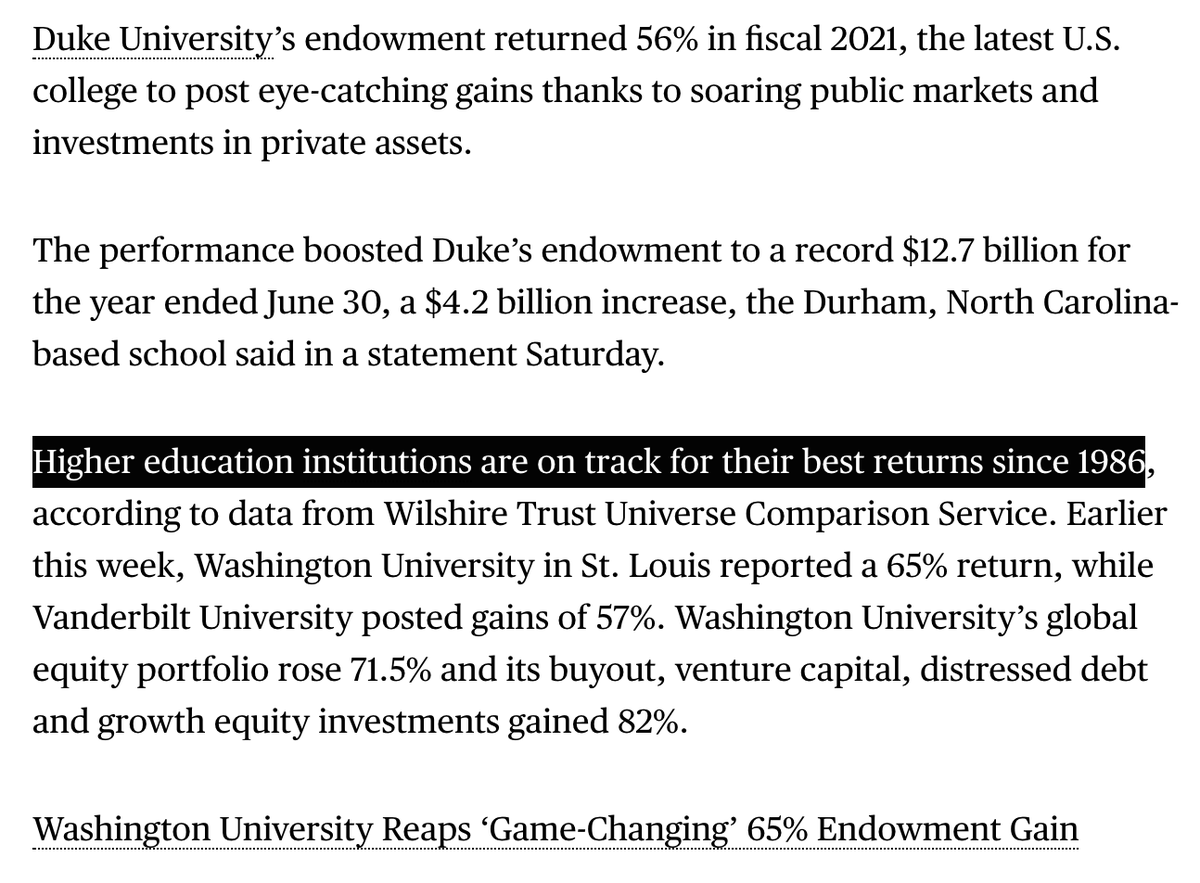 Duke University’s endowment returned 56% in fiscal 2021, the latest U.S.
college to post eye-catching gains thanks to soaring public markets and
investments in private assets.
The performance boosted Duke’s endowment to a record $12.7 billion for
the year ended June 30, a $4.2 billion increase, the Durham, North Carolina-
based school said in a statement Saturday.
Higher education institutions are on track for their best returns since 1986,
according to data from Wilshire Trust Universe Comparison Service. Earlier
this week, Washington University in St. Louis reported a 65% return, while
Vanderbilt University posted gains of 57%. Washington University’s global
equity portfolio rose 71.5% and its buyout, venture capital, distressed debt
and growth equity investments gained 82%.
Washington University Reaps ‘Game-Changing’ 65% Endowment Gain